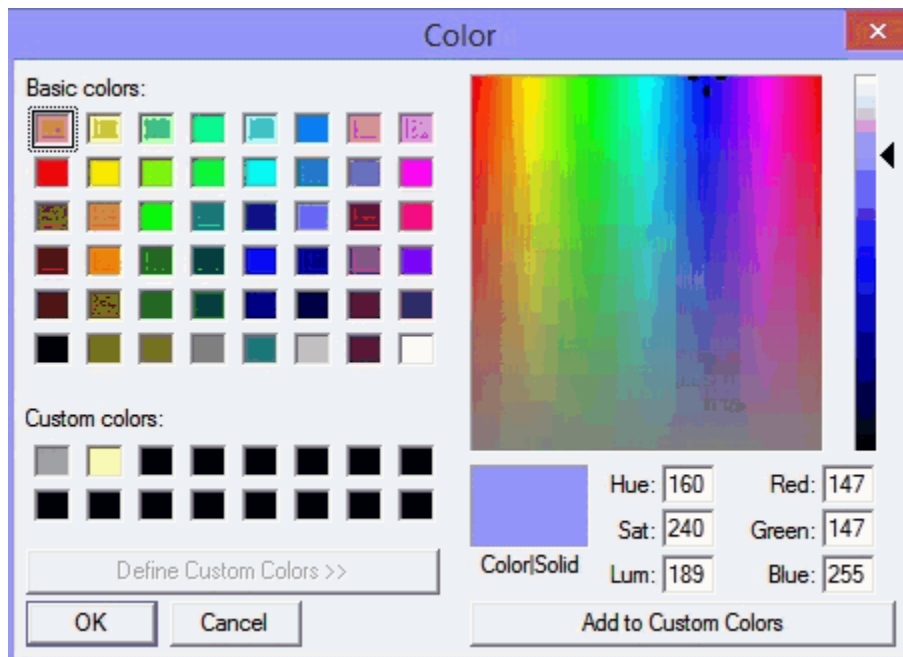 Color
Basic colors:
Custom colors:
Define Custom Colors >>
OK Cancel
Color|Solid
Hue: 160 Red: 147
Sat: 240 Green: 147
Lum: 189 Blue: 255
Add to Custom Colors